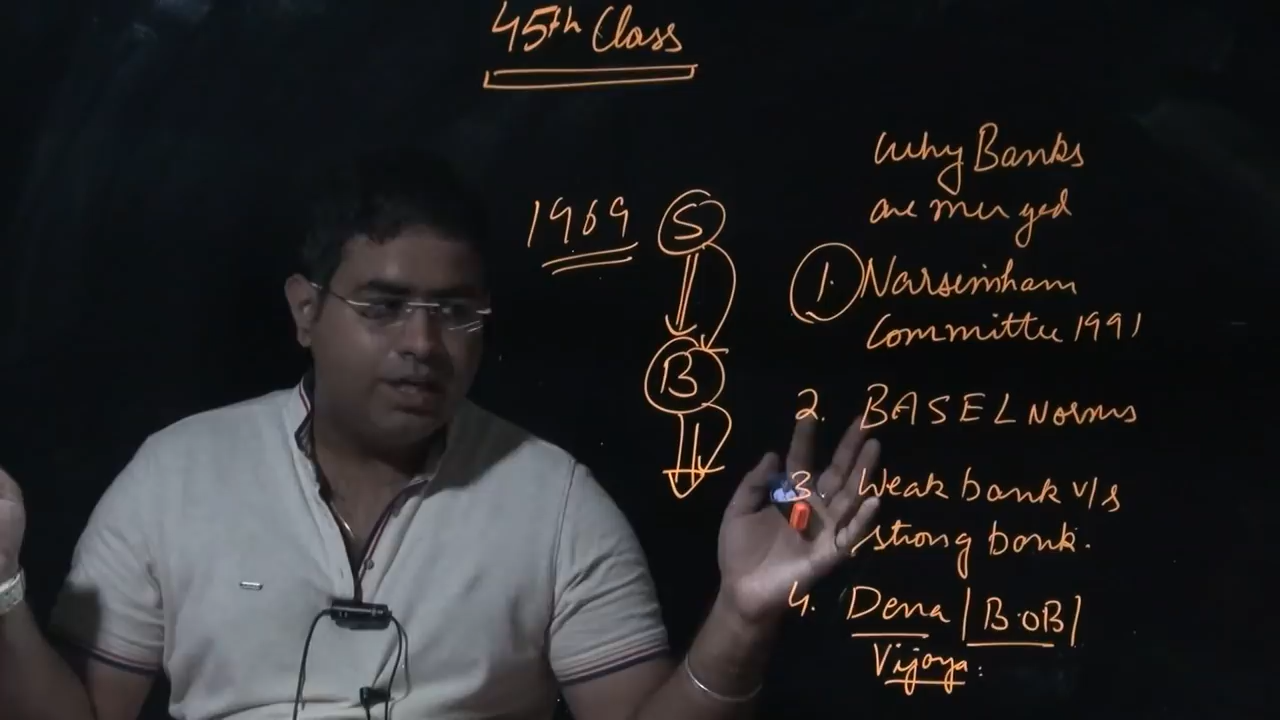 45th Class
1969
S
B
Why Banks
are merged
1. Narsimham
Committee 1991
2. BASEL Norms
3. Weak bank v/s
strong bank.
4. Dena | B.OB |
Vijaya: